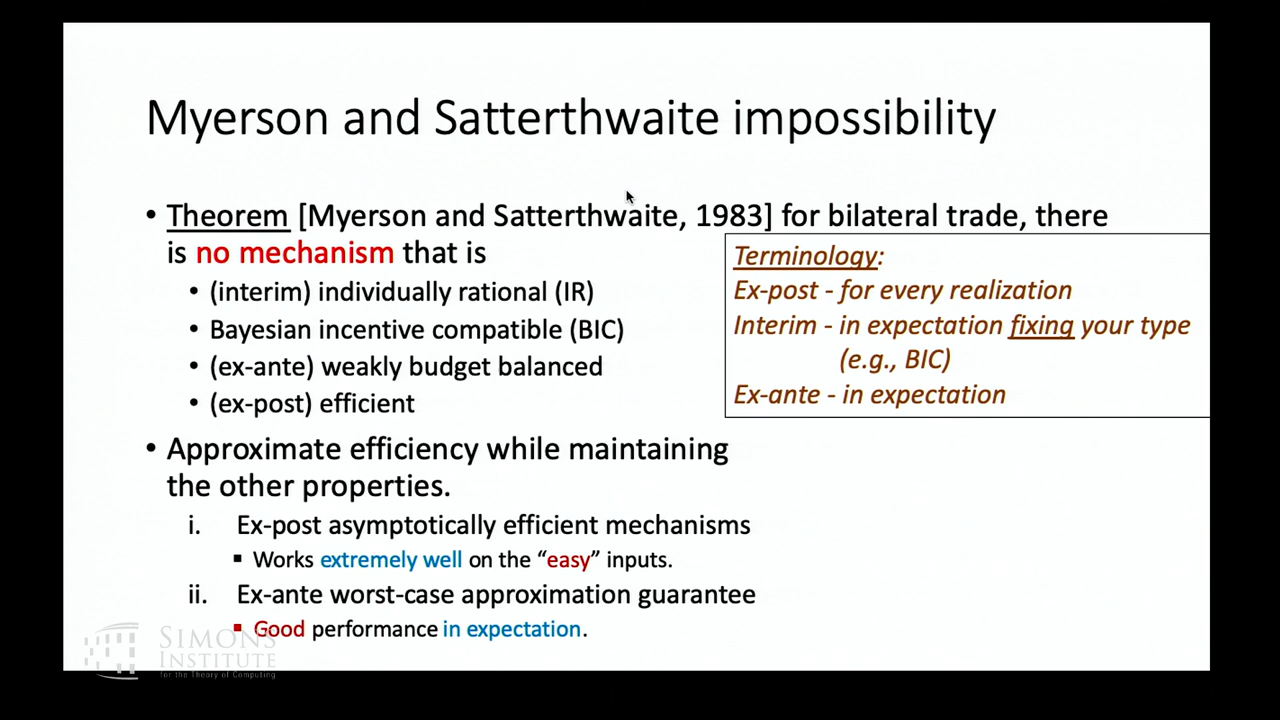 Myerson and Satterthwaite impossibility
• Theorem [Myerson and Satterthwaite, 1983] for bilateral trade, there
is no mechanism that is
• (interim) individually rational (IR)
• Bayesian incentive compatible (BIC)
• (ex-ante) weakly budget balanced
• (ex-post) efficient
Terminology:
Ex-post - for every realization
Interim - in expectation fixing your type
(e.g., BIC)
Ex-ante - in expectation
• Approximate efficiency while maintaining
the other properties.
i. Ex-post asymptotically efficient mechanisms
▪ Works extremely well on the “easy” inputs.
ii. Ex-ante worst-case approximation guarantee
▪ Good performance in expectation.
SIMONS
INSTITUTE
for the Theory of Computing